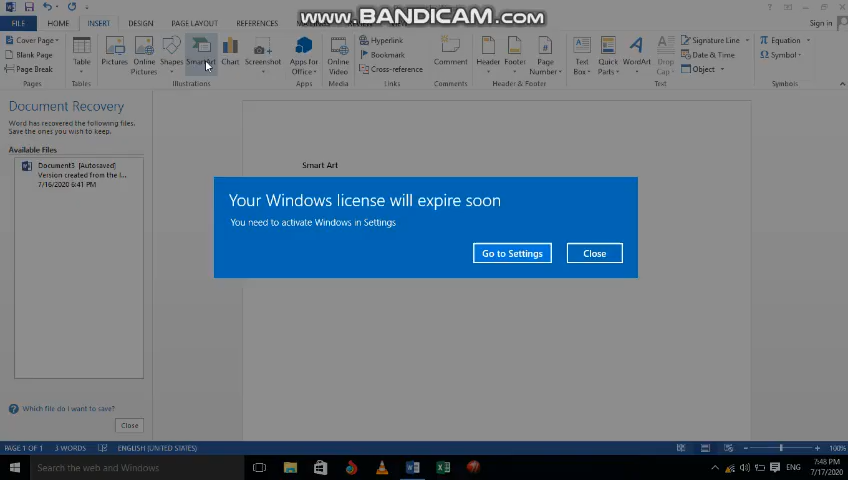 www.BANDICAM.com
FILE HOME INSERT DESIGN PAGE LAYOUT REFERENCES
Sign in
Cover Page
Blank Page
Page Break
Pages
Table
Tables
Pictures
Online Pictures
Shapes
SmartArt
Chart
Screenshot
Illustrations
Apps for Office
Apps
Online Video
Media
Hyperlink
Bookmark
Cross-reference
Links
Comment
Comments
Header
Footer
Page Number
Header & Footer
Text Box
Quick Parts
WordArt
Drop Cap
Signature Line
Date & Time
Object
Text
Equation
Symbol
Symbols
Document Recovery
Word has recovered the following files.
Save the ones you wish to keep.
Available Files
Document5 [Autosaved]
Version created from the l...
7/16/2020 6:41 PM
Which file do I want to save?
Close
Smart Art
Your Windows license will expire soon
You need to activate Windows in Settings
Go to Settings
Close
PAGE 1 OF 1 3 WORDS ENGLISH (UNITED STATES)
100%
Search the web and Windows
ENG
7:48 PM
7/17/2020